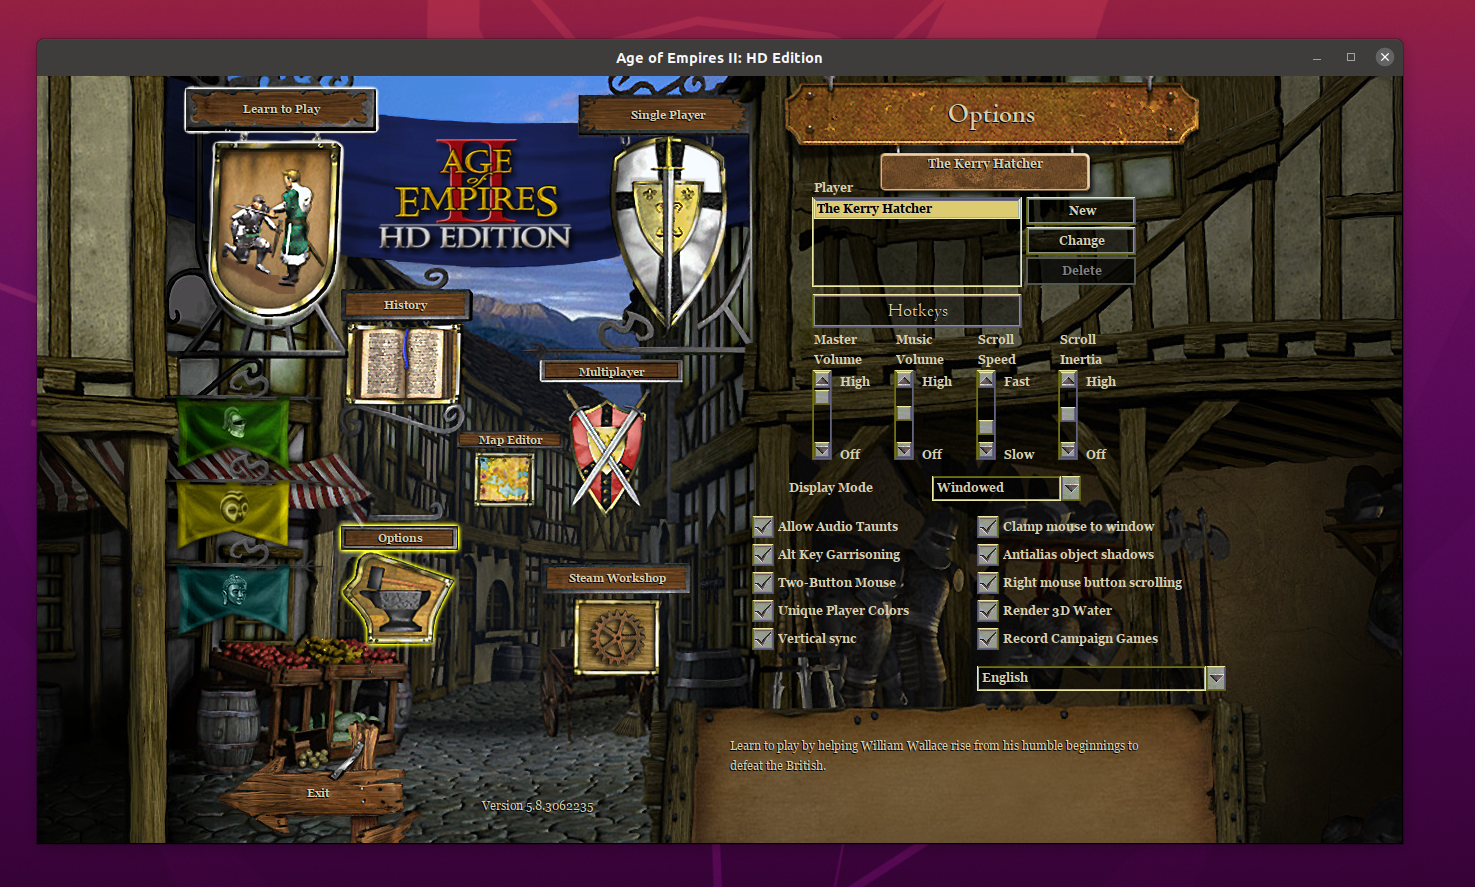 Age of Empires II: HD Edition
Learn to Play
Single Player
AGE
of
EMPIRES
II
HD EDITION
History
Multiplayer
Map Editor
Options
Steam Workshop
Exit
Version 5.8.3062235
Options
The Kerry Hatcher
Player
The Kerry Hatcher
New
Change
Delete
Hotkeys
Master Volume
High
Off
Music Volume
High
Off
Scroll Speed
Fast
Slow
Scroll Inertia
High
Off
Display Mode
Windowed
Allow Audio Taunts
Clamp mouse to window
Alt Key Garrisoning
Antialias object shadows
Two-Button Mouse
Right mouse button scrolling
Unique Player Colors
Render 3D Water
Vertical sync
Record Campaign Games
English
Learn to play by helping William Wallace rise from his humble beginnings to
defeat the British.